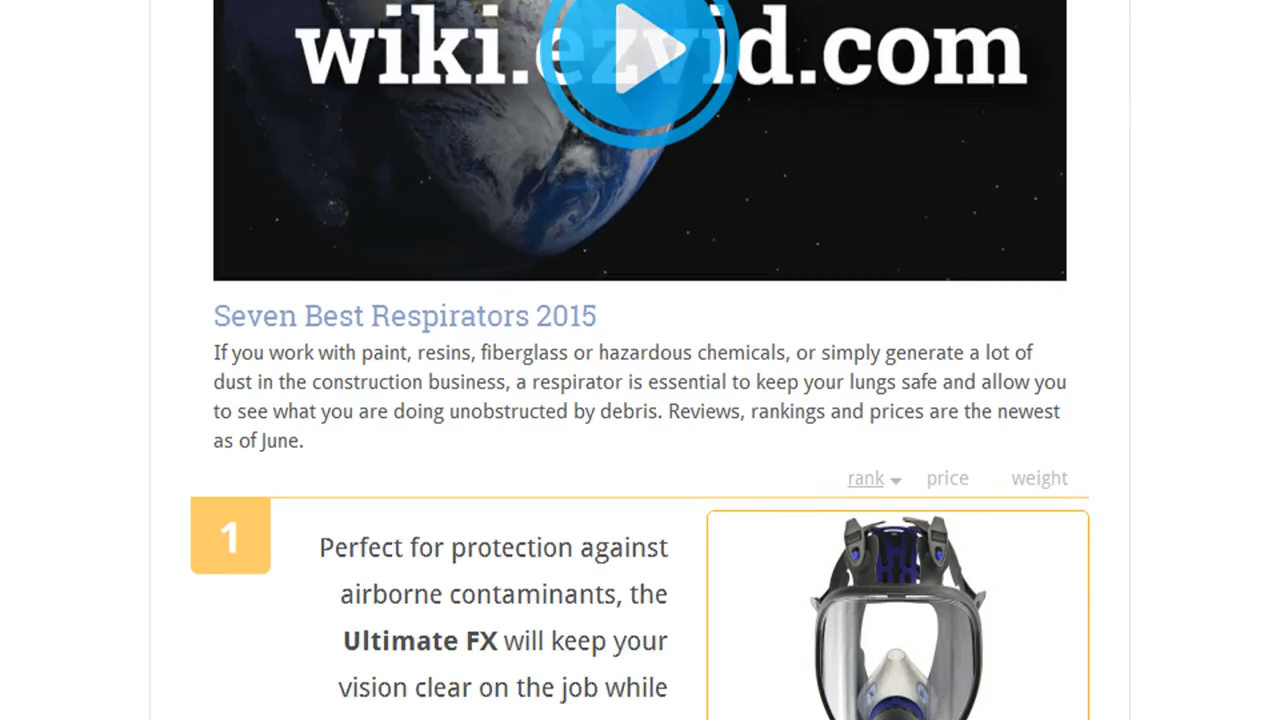 wiki.ezvid.com
Seven Best Respirators 2015
If you work with paint, resins, fiberglass or hazardous chemicals, or simply generate a lot of
dust in the construction business, a respirator is essential to keep your lungs safe and allow you
to see what you are doing unobstructed by debris. Reviews, rankings and prices are the newest
as of June.
rank price weight
1
Perfect for protection against
airborne contaminants, the
Ultimate FX will keep your
vision clear on the job while